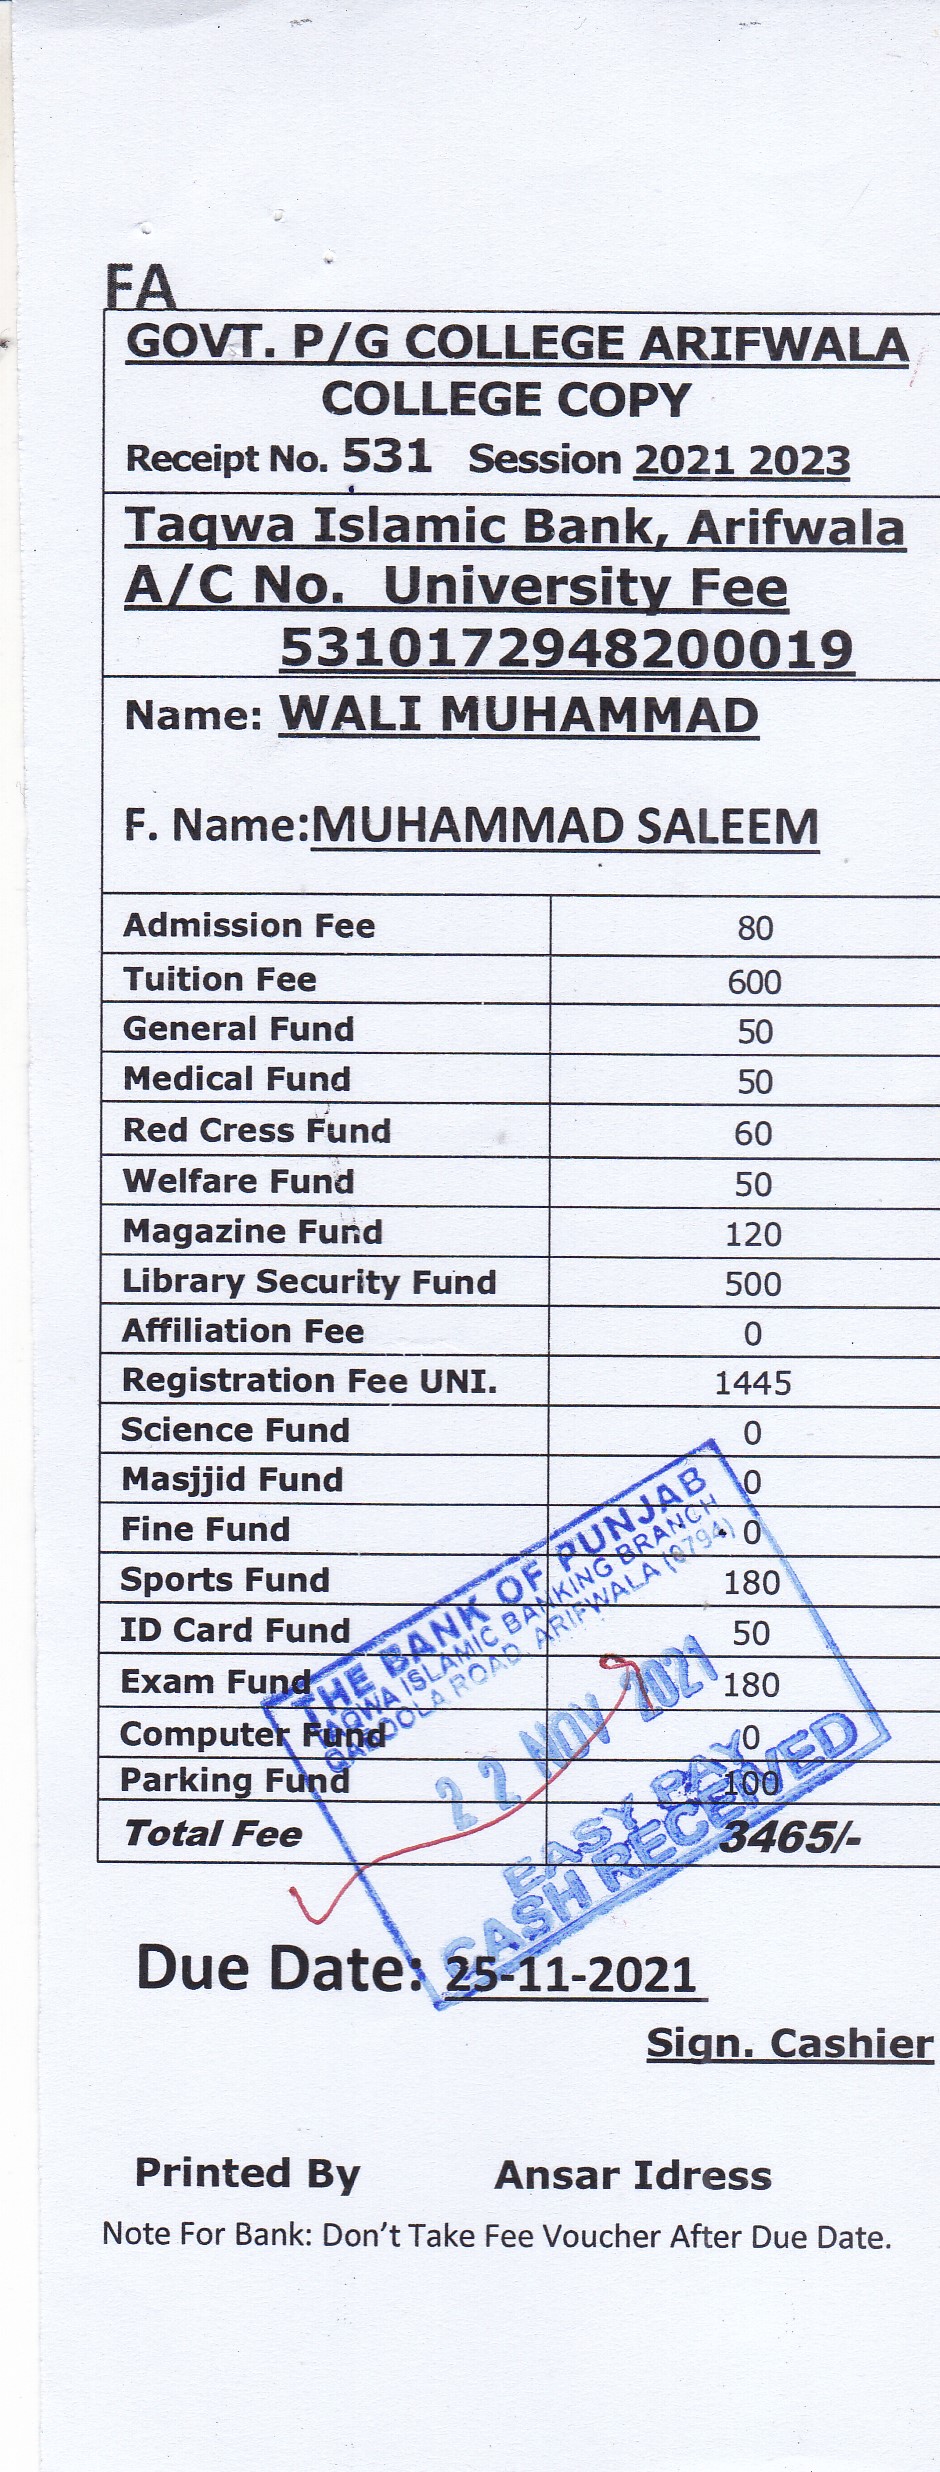 FA
GOVT. P/G COLLEGE ARIFWALA
COLLEGE COPY
Receipt No. 531 Session 2021 2023
Taqwa Islamic Bank, Arifwala
A/C No. University Fee
5310172948200019
Name: WALI MUHAMMAD
F. Name:MUHAMMAD SALEEM
Admission Fee 80
Tuition Fee 600
General Fund 50
Medical Fund 50
Red Cress Fund 60
Welfare Fund 50
Magazine Fund 120
Library Security Fund 500
Affiliation Fee 0
Registration Fee UNI. 1445
Science Fund 0
Masjjid Fund 0
Fine Fund 0
Sports Fund 180
ID Card Fund 50
Exam Fund 180
Computer Fund 0
Parking Fund 100
Total Fee 3465/-
THE BANK OF PUNJAB
TAQWA ISLAMIC BANKING BRANCH
QABOOLA ROAD, ARIFWALA (0794)
22 NOV 2021
EASY PAY
CASH RECEIVED
Due Date: 25-11-2021
Sign. Cashier
Printed By Ansar Idress
Note For Bank: Don't Take Fee Voucher After Due Date.